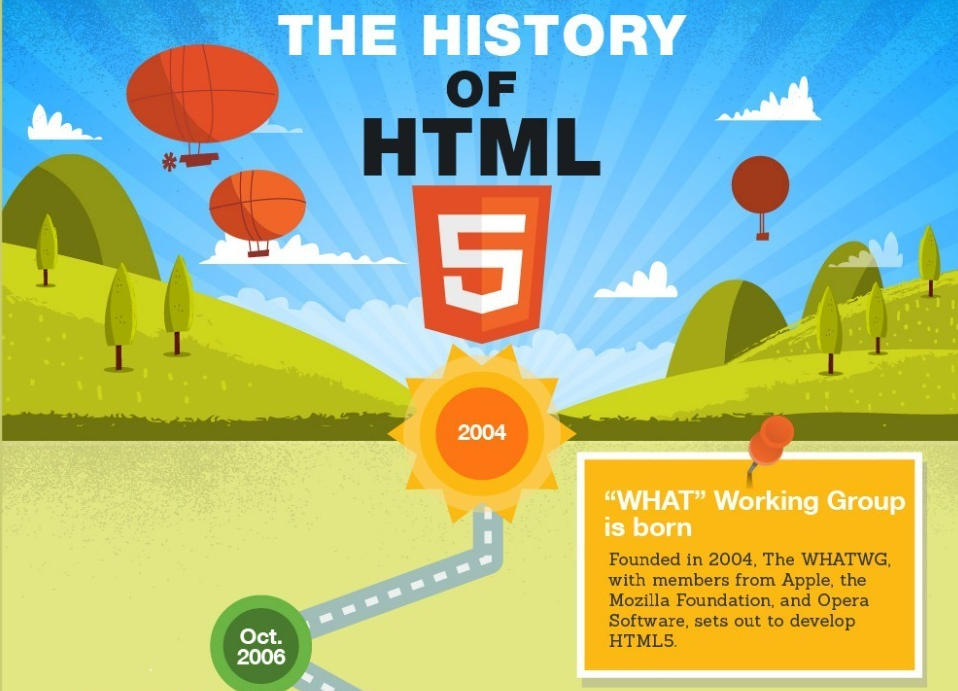 THE HISTORY
OF
HTML
5
2004
“WHAT” Working Group
is born
Founded in 2004, The WHATWG,
with members from Apple, the
Mozilla Foundation, and Opera
Software, sets out to develop
HTML5.
Oct.
2006